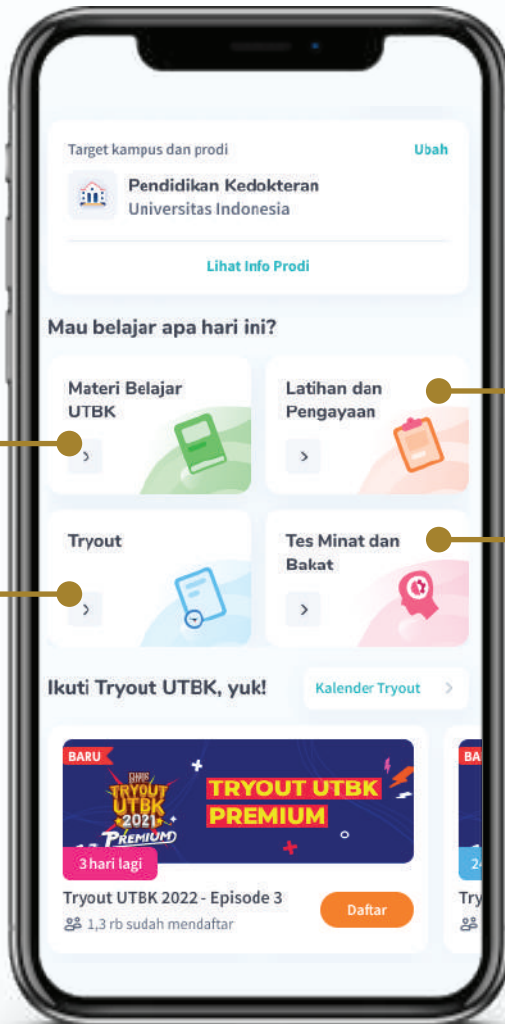 Target kampus dan prodi
Ubah
Pendidikan Kedokteran
Universitas Indonesia
Lihat Info Prodi
Mau belajar apa hari ini?
Materi Belajar
UTBK
Latihan dan
Pengayaan
Tryout
Tes Minat dan
Bakat
Ikuti Tryout UTBK, yuk!
Kalender Tryout
BARU
TRYOUT
UTBK
2021
PREMIUM
TRYOUT UTBK
PREMIUM
3 hari lagi
Tryout UTBK 2022 - Episode 3
1,3 rb sudah mendaftar
Daftar
BA
2
Try